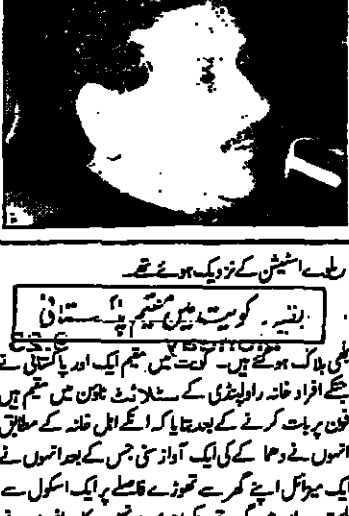 ریلوے اسٹیشن کے نزدیک ہوئے تھے
بقیہ۔ کویت میں مقیم پاکستانی
بھی ہلاک ہو گئے ہیں۔ کویت میں مقیم ایک اور پاکستانی نے
جنکے افراد خانہ راولپنڈی کے سٹلائٹ ٹاؤن میں مقیم ہیں
فون پر بات کرنے کے بعد بتایا کہ انکے اہل خانہ کے مطابق
انہوں نے دھماکے کی ایک آواز سنی جس کے بعد انہوں نے
ایک میزائل اپنے گھر سے تھوڑے فاصلے پر ایک اسکول سے